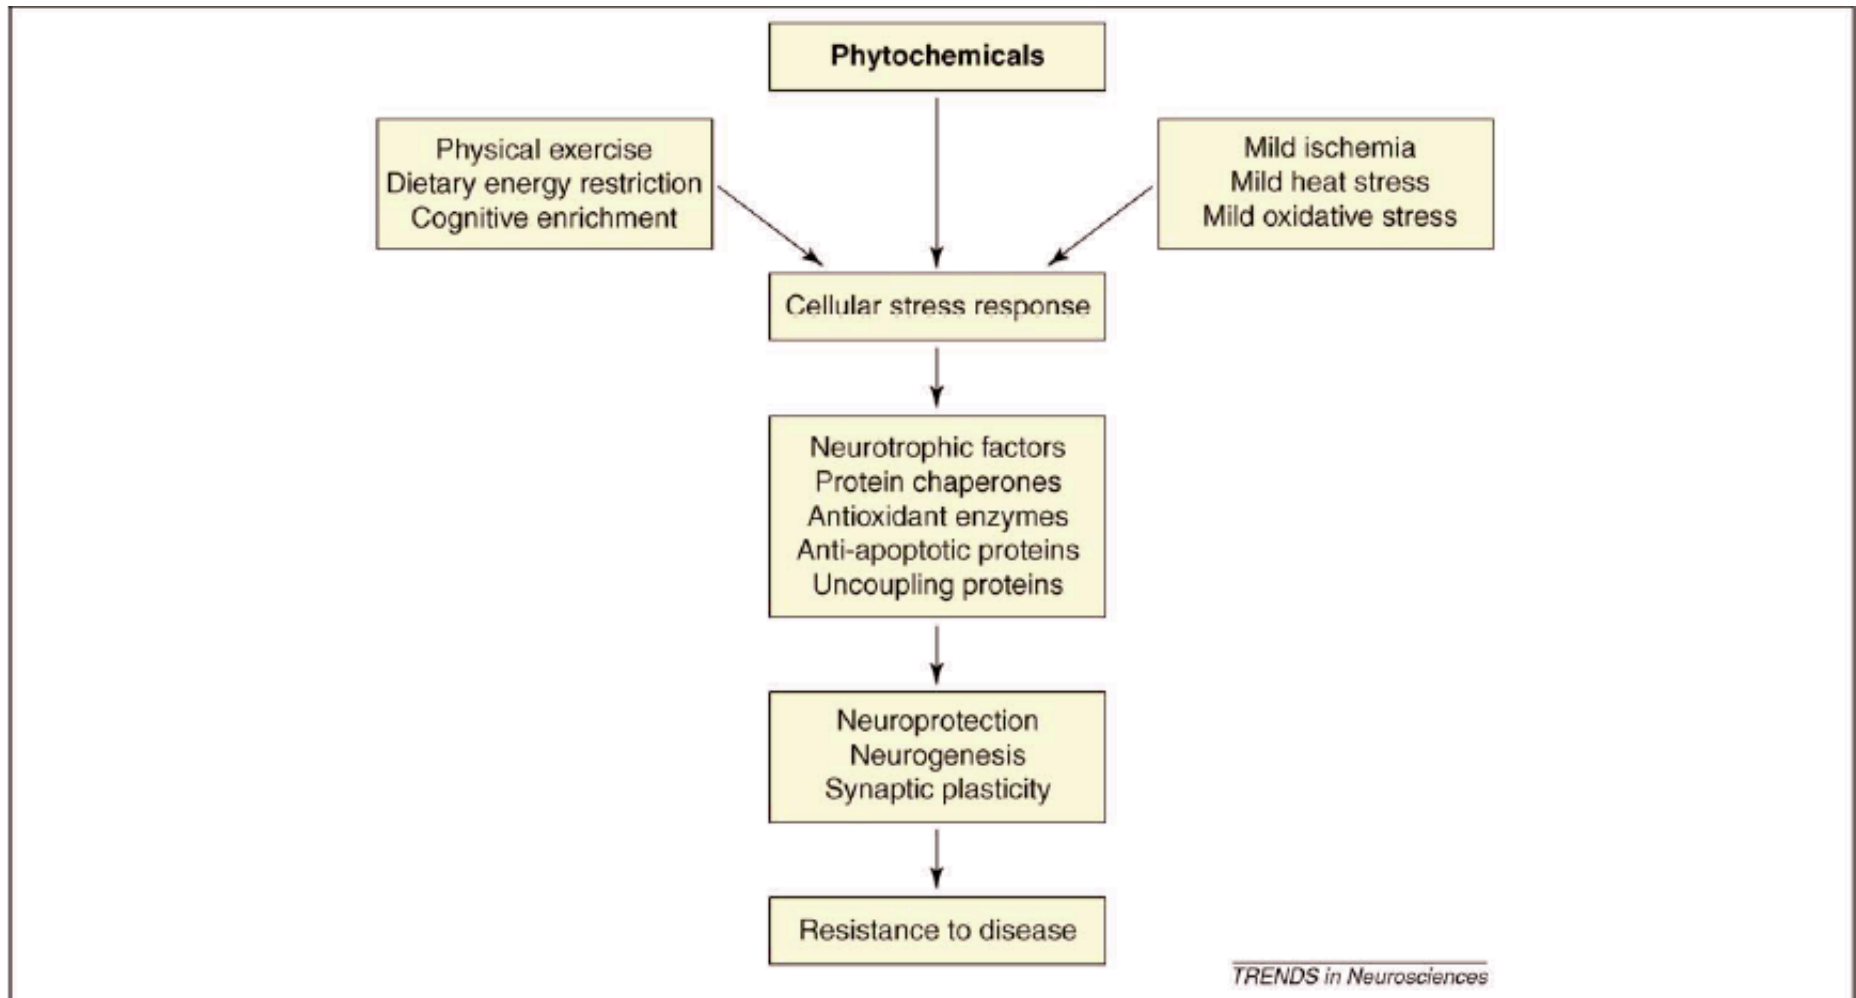 Phytochemicals
Physical exercise
Dietary energy restriction
Cognitive enrichment
Mild ischemia
Mild heat stress
Mild oxidative stress
Cellular stress response
Neurotrophic factors
Protein chaperones
Antioxidant enzymes
Anti-apoptotic proteins
Uncoupling proteins
Neuroprotection
Neurogenesis
Synaptic plasticity
Resistance to disease
TRENDS in Neurosciences